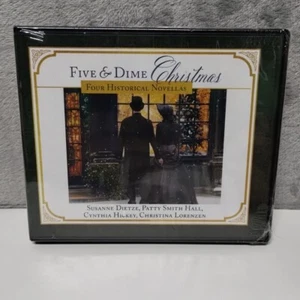 Five & Dime Christmas
Four Historical Novellas
Susanne Dietze, Patty Smith Hall,
Cynthia Hickey, Christina Lorenzen